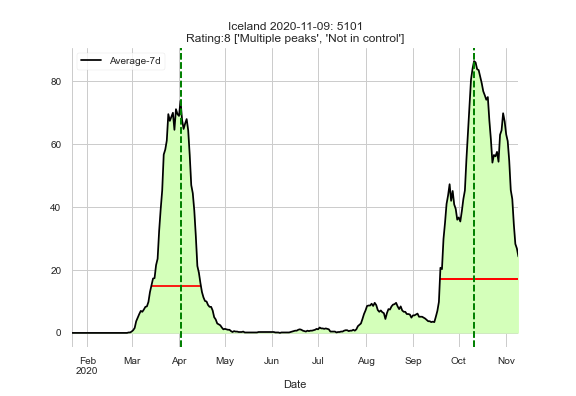 Iceland 2020-11-09: 5101
Rating:8 ['Multiple peaks', 'Not in control']
Average-7d
80
60
40
20
0
Feb Mar Apr May Jun Jul Aug Sep Oct Nov
2020
Date